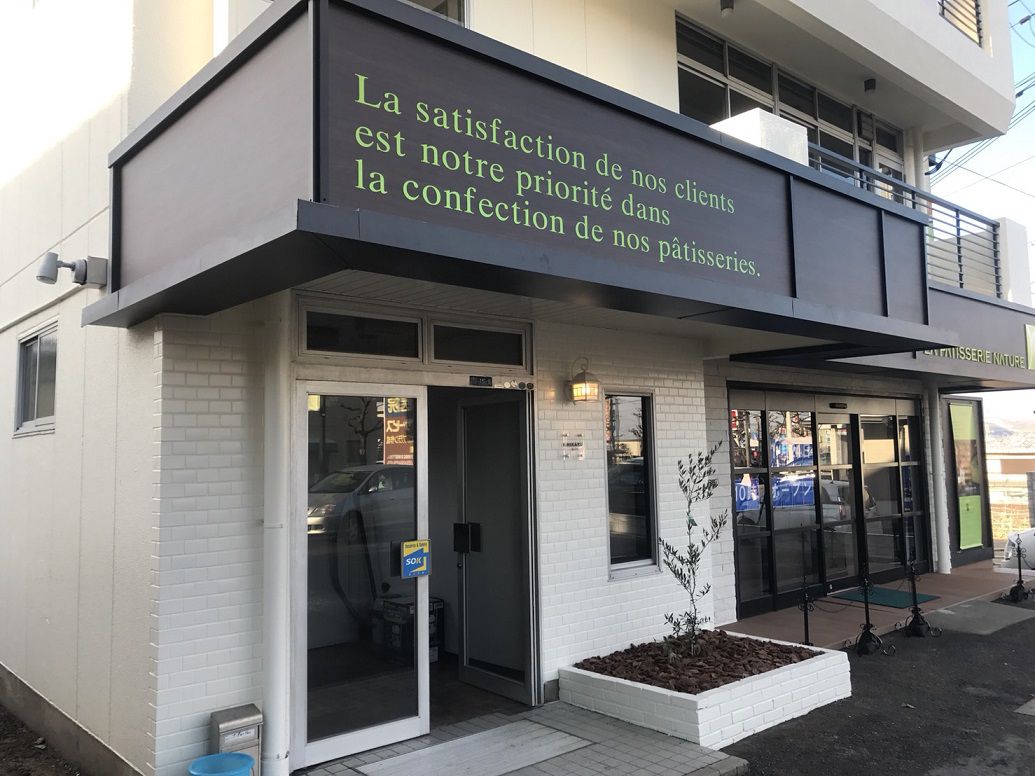 La satisfaction de nos clients
est notre priorité dans
la confection de nos pâtisseries.
PATISSERIE NATURE
SOK